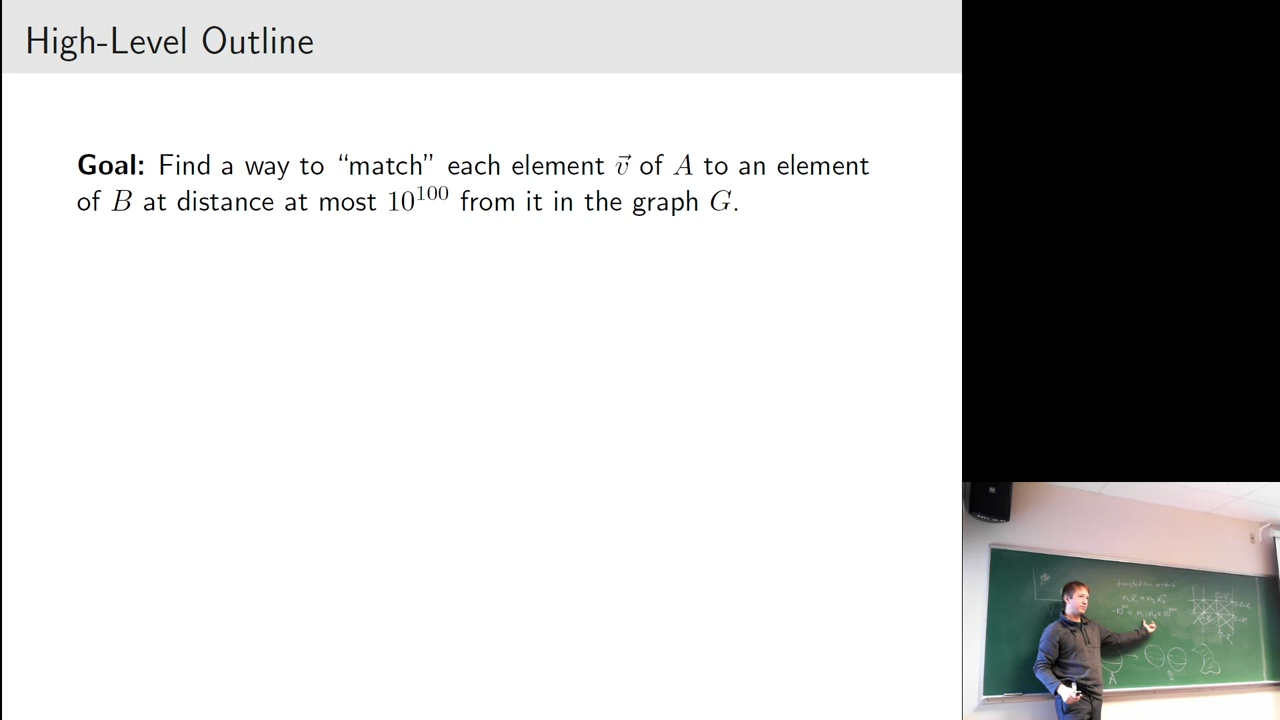 High-Level Outline
Goal: Find a way to “match” each element $\vec{v}$ of $A$ to an element
of $B$ at distance at most $10^{100}$ from it in the graph $G$.
A